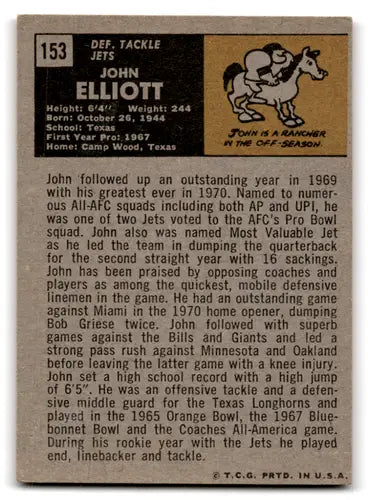 153
DEF. TACKLE
JETS
JOHN
ELLIOTT
Height: 6'4" Weight: 244
Born: October 26, 1944
School: Texas
First Year Pro: 1967
Home: Camp Wood, Texas
JOHN IS A RANCHER
IN THE OFF-SEASON.
John followed up an outstanding year in 1969
with his greatest ever in 1970. Named to numer-
ous All-AFC squads including both AP and UPI, he
was one of two Jets voted to the AFC's Pro Bowl
squad. John also was named Most Valuable Jet
as he led the team in dumping the quarterback
for the second straight year with 16 sackings.
John has been praised by opposing coaches and
players as among the quickest, mobile defensive
linemen in the game. He had an outstanding game
against Miami in the 1970 home opener, dumping
Bob Griese twice. John followed with superb
games against the Bills and Giants and led a
strong pass rush against Minnesota and Oakland
before leaving the latter game with a knee injury.
John set a high school record with a high jump
of 6'5". He was an offensive tackle and a defen-
sive middle guard for the Texas Longhorns and
played in the 1965 Orange Bowl, the 1967 Blue-
bonnet Bowl and the Coaches All-America game.
During his rookie year with the Jets he played
end, linebacker and tackle.
© T.C.G. PRTD. IN U.S.A.